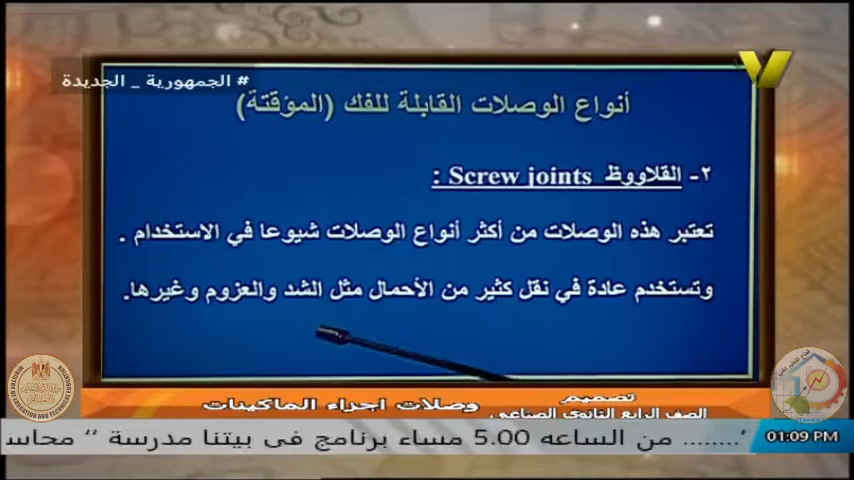 # الجمهورية _ الجديدة
أنواع الوصلات القابلة للفك (المؤقتة)
٢- القلاووظ Screw joints :
تعتبر هذه الوصلات من أكثر أنواع الوصلات شيوعا في الاستخدام .
وتستخدم عادة في نقل كثير من الأحمال مثل الشد والعزوم وغيرها.
تصميم
الصف الرابع الثانوى الصناعى
وصلات اجزاء الماكينات
........ من الساعه 5.00 مساء برنامج فى بيتنا مدرسة ‘‘ محاس
01:09 PM